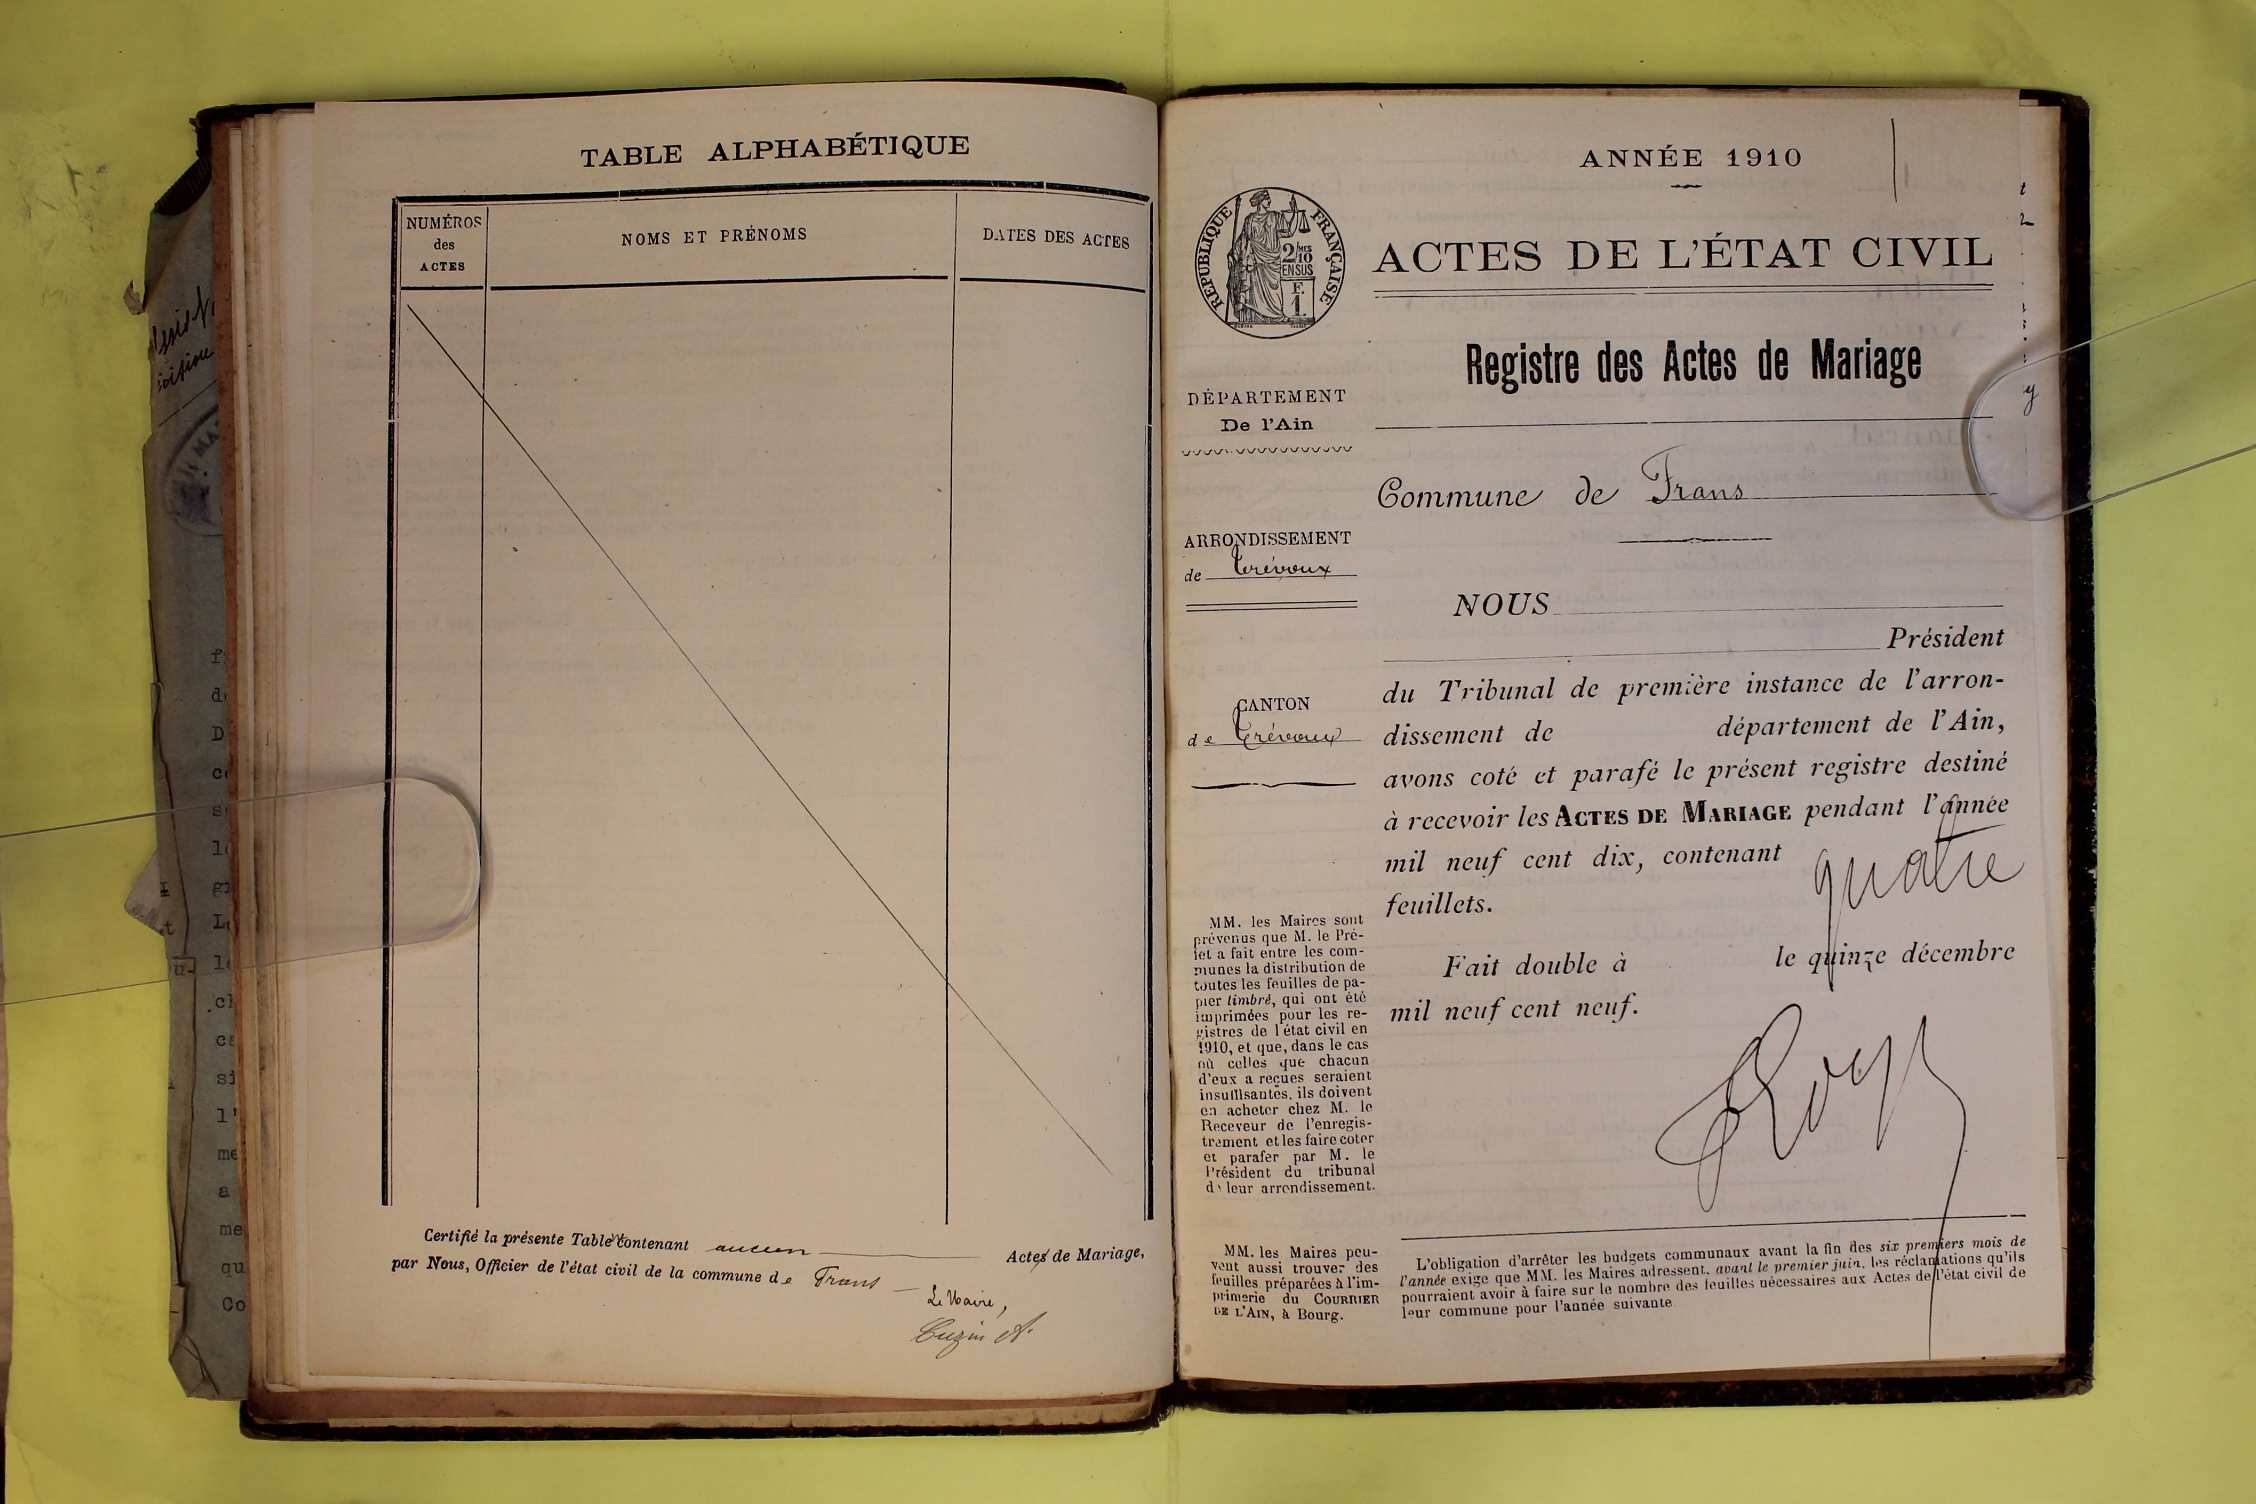 TABLE ALPHABÉTIQUE
NUMÉROS
des
ACTES
NOMS ET PRÉNOMS
DATES DES ACTES
Certifié la présente Table contenant aucun Actes de Mariage,
par Nous, Officier de l'état civil de la commune de Frans
Le Maire,
Cuzin A.
ANNÉE 1910
RÉPUBLIQUE FRANÇAISE
2/10
EN SUS
F.
1.
ACTES DE L'ÉTAT CIVIL
Registre des Actes de Mariage
DÉPARTEMENT
De l'Ain
Commune de Frans
ARRONDISSEMENT
de Trévoux
CANTON
de Trévoux
NOUS
Président
du Tribunal de première instance de l'arron-
dissement de département de l'Ain,
avons coté et parafé le présent registre destiné
à recevoir les ACTES DE MARIAGE pendant l'année
mil neuf cent dix, contenant quatre
feuillets.
Fait double à le quinze décembre
mil neuf cent neuf.
MM. les Maires sont
prévenus que M. le Pré-
fet a fait entre les com-
munes la distribution de
toutes les feuilles de pa-
pier timbré, qui ont été
imprimées pour les re-
gistres de l'état civil en
1910, et que, dans le cas
où celles que chacun
d'eux a reçues seraient
insuffisantes, ils doivent
en acheter chez M. le
Receveur de l'enregis-
trement et les faire coter
et parafer par M. le
Président du tribunal
de leur arrondissement.
MM. les Maires peu-
vent aussi trouver des
feuilles préparées à l'im-
primerie du COURRIER
DE L'AIN, à Bourg.
L'obligation d'arrêter les budgets communaux avant la fin des six premiers mois de
l'année exige que MM. les Maires adressent, avant le premier juin, les réclamations qu'ils
pourraient avoir à faire sur le nombre des feuilles nécessaires aux Actes de l'état civil de
leur commune pour l'année suivante.